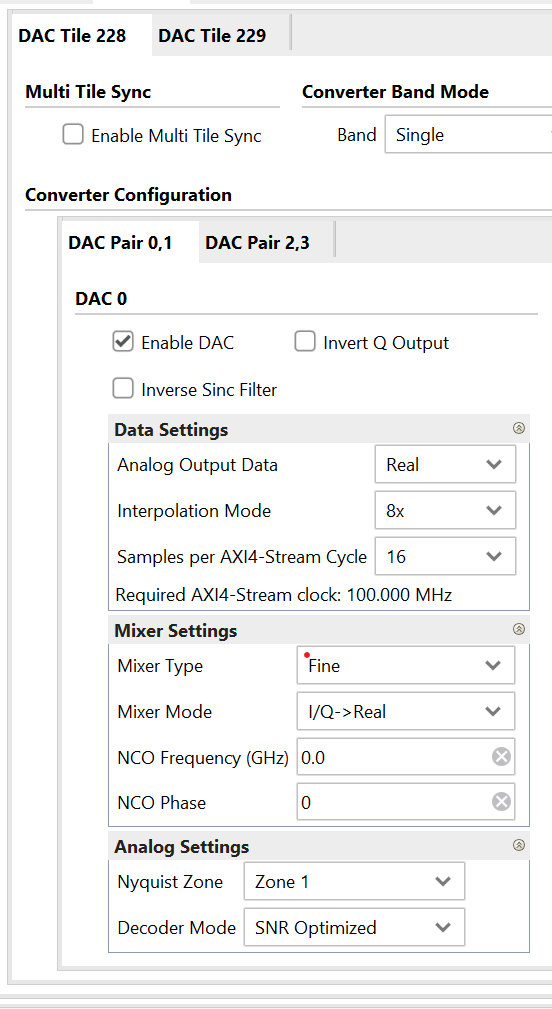 DAC Tile 228 DAC Tile 229
Multi Tile Sync Converter Band Mode
Enable Multi Tile Sync Band Single
Converter Configuration
DAC Pair 0,1 DAC Pair 2,3
DAC 0
Enable DAC Invert Q Output
Inverse Sinc Filter
Data Settings
Analog Output Data Real
Interpolation Mode 8x
Samples per AXI4-Stream Cycle 16
Required AXI4-Stream clock: 100.000 MHz
Mixer Settings
Mixer Type Fine
Mixer Mode I/Q->Real
NCO Frequency (GHz) 0.0
NCO Phase 0
Analog Settings
Nyquist Zone Zone 1
Decoder Mode SNR Optimized